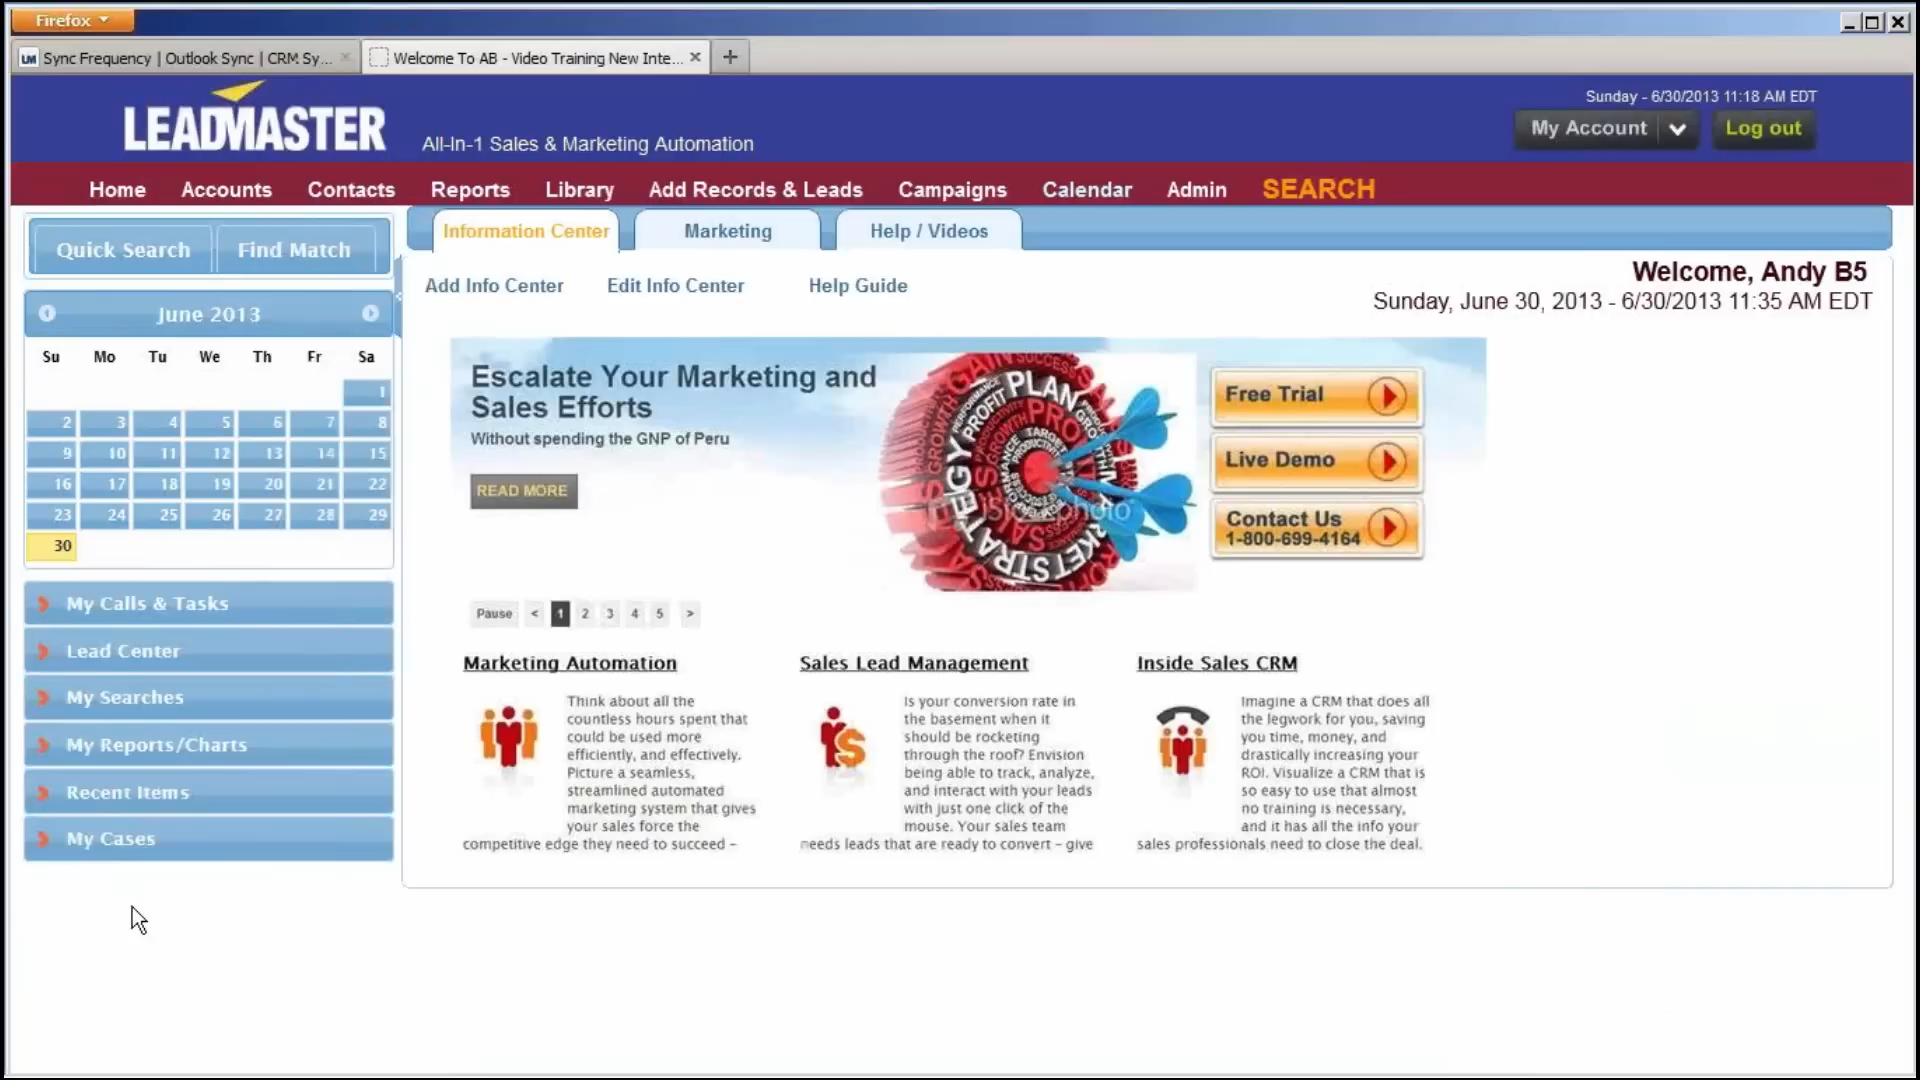 Firefox
LM Sync Frequency | Outlook Sync | CRM Sy...
Welcome To AB - Video Training New Inte...
LEADMASTER
All-In-1 Sales & Marketing Automation
Sunday - 6/30/2013 11:18 AM EDT
My Account
Log out
Home Accounts Contacts Reports Library Add Records & Leads Campaigns Calendar Admin SEARCH
Quick Search Find Match
June 2013
Su Mo Tu We Th Fr Sa
1
2 3 4 5 6 7 8
9 10 11 12 13 14 15
16 17 18 19 20 21 22
23 24 25 26 27 28 29
30
My Calls & Tasks
Lead Center
My Searches
My Reports/Charts
Recent Items
My Cases
Information Center Marketing Help / Videos
Add Info Center Edit Info Center Help Guide
Welcome, Andy B5
Sunday, June 30, 2013 - 6/30/2013 11:35 AM EDT
Escalate Your Marketing and
Sales Efforts
Without spending the GNP of Peru
READ MORE
GAIN SUCCESS
PLAN
PROFIT
GROWTH
STRATEGY
MARKET
TARGET
Free Trial
Live Demo
Contact Us
1-800-699-4164
Pause < 1 2 3 4 5 >
Marketing Automation
Think about all the
countless hours spent that
could be used more
efficiently, and effectively.
Picture a seamless,
streamlined automated
marketing system that gives
your sales force the
competitive edge they need to succeed –
Sales Lead Management
Is your conversion rate in
the basement when it
should be rocketing
through the roof? Envision
being able to track, analyze,
and interact with your leads
with just one click of the
mouse. Your sales team
needs leads that are ready to convert – give
Inside Sales CRM
Imagine a CRM that does all
the legwork for you, saving
you time, money, and
drastically increasing your
ROI. Visualize a CRM that is
so easy to use that almost
no training is necessary,
and it has all the info your
sales professionals need to close the deal.